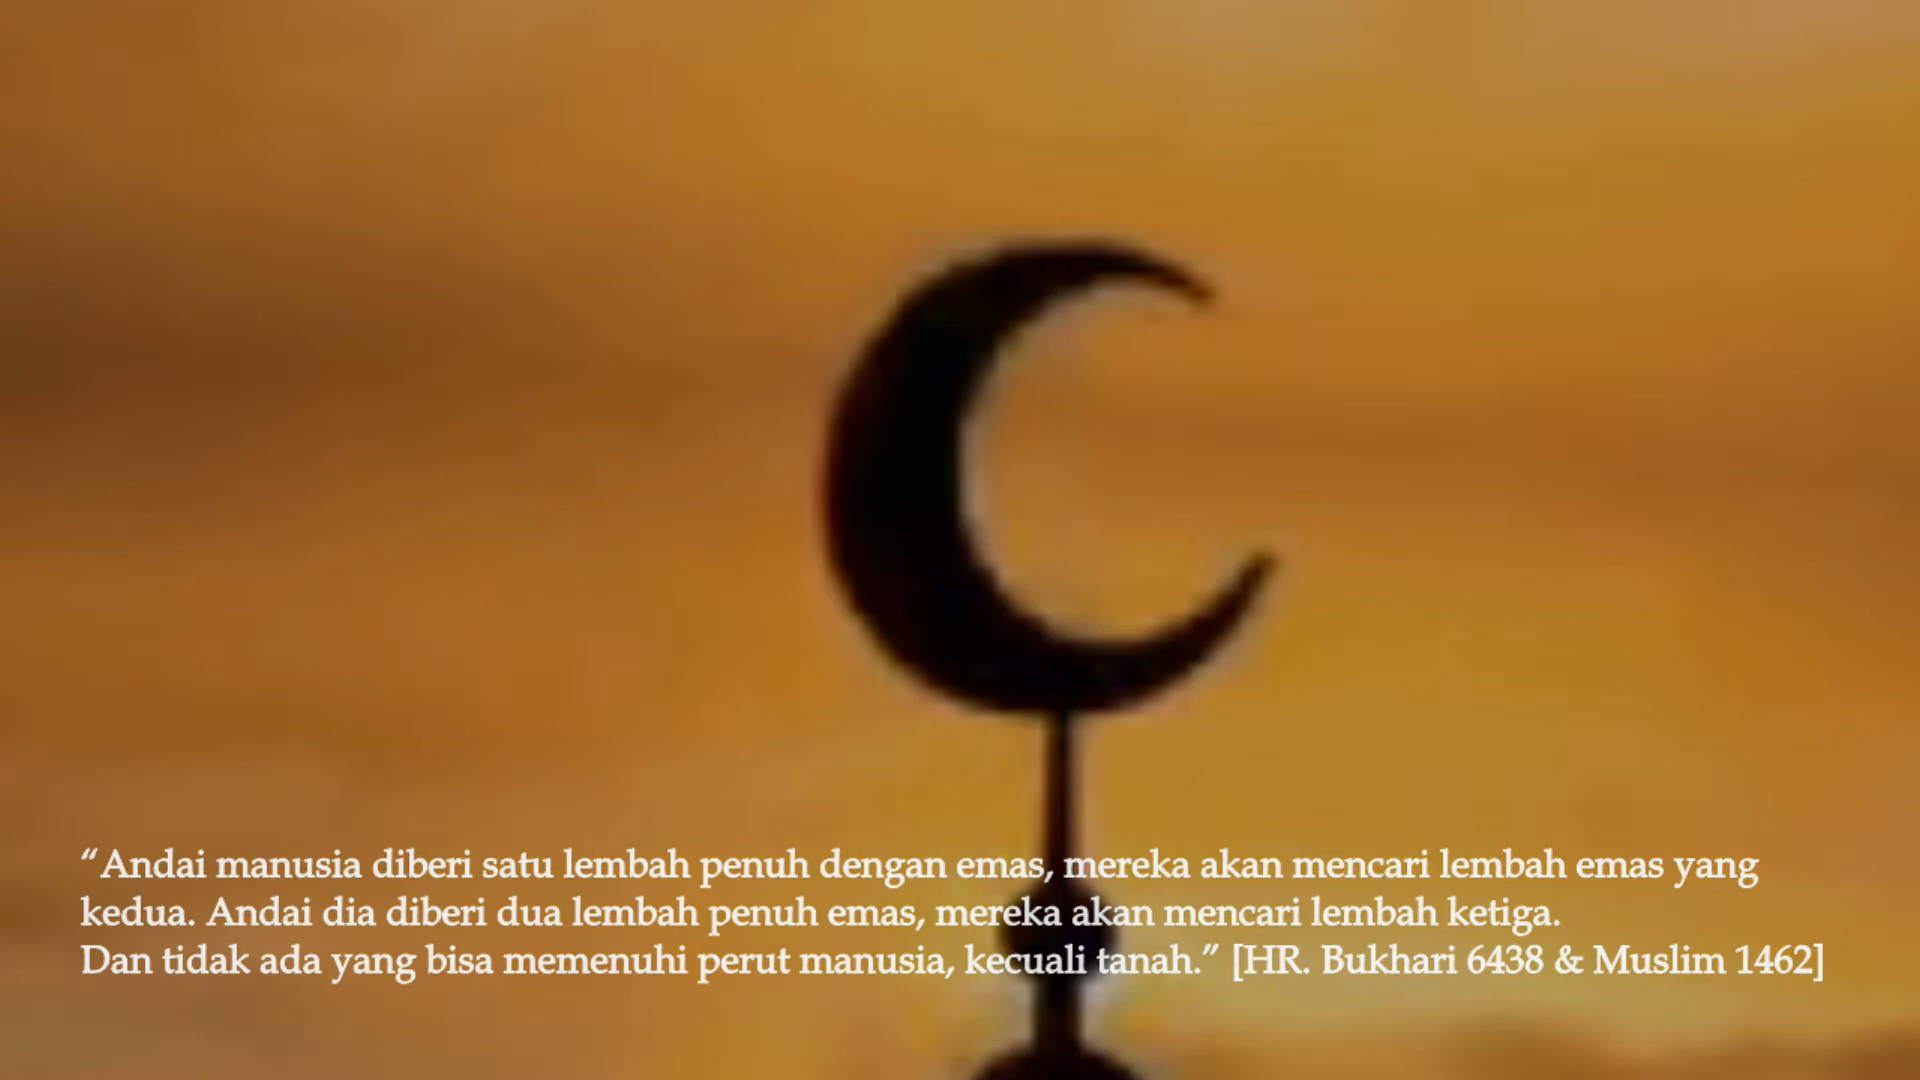 “Andai manusia diberi satu lembah penuh dengan emas, mereka akan mencari lembah emas yang
kedua. Andai dia diberi dua lembah penuh emas, mereka akan mencari lembah ketiga.
Dan tidak ada yang bisa memenuhi perut manusia, kecuali tanah.” [HR. Bukhari 6438 & Muslim 1462]